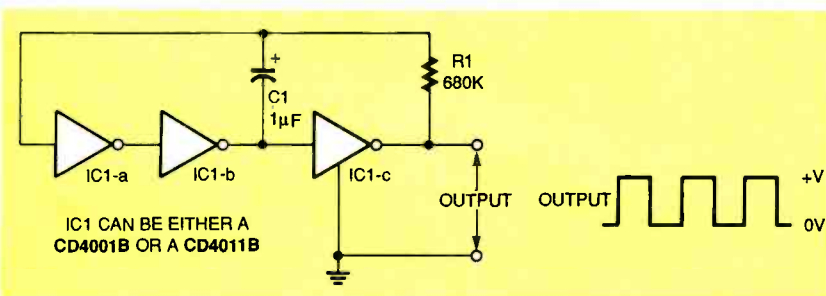 R1
680K
+
C1
1µF
IC1-a
IC1-b
IC1-c
OUTPUT
OUTPUT
+V
0V
IC1 CAN BE EITHER A
CD4001B OR A CD4011B